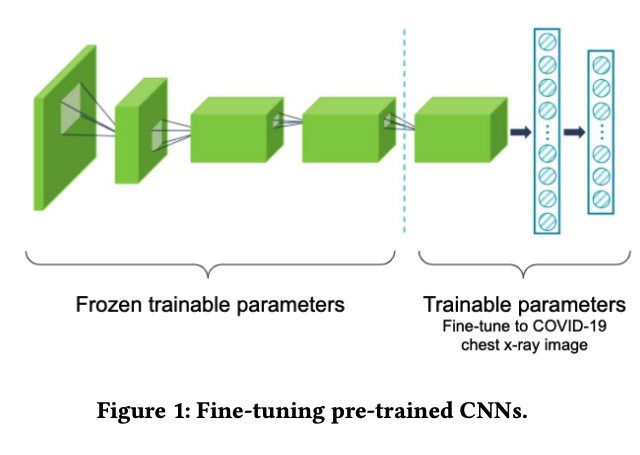 Frozen trainable parameters
Trainable parameters
Fine-tune to COVID-19
chest x-ray image
Figure 1: Fine-tuning pre-trained CNNs.